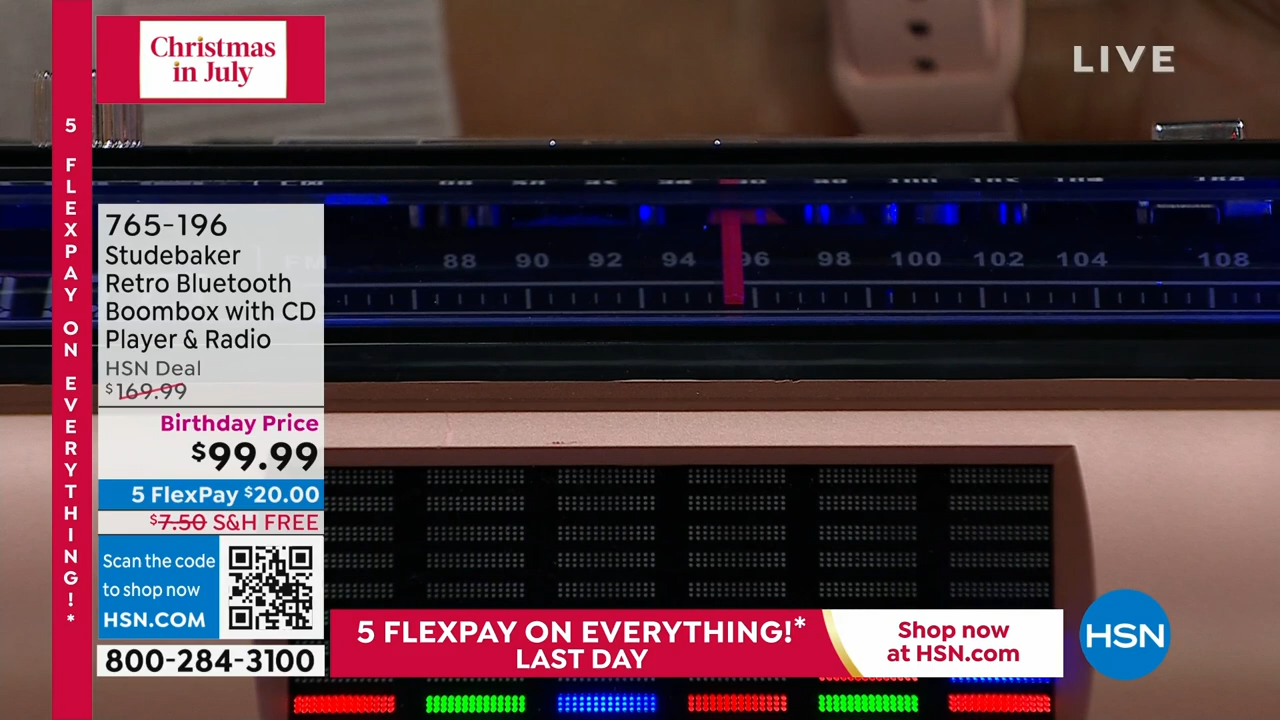 Christmas
in July
LIVE
5 FLEXPAY ON EVERYTHING!*
765-196
Studebaker
Retro Bluetooth
Boombox with CD
Player & Radio
HSN Deal
$169.99
Birthday Price
$99.99
5 FlexPay $20.00
$7.50 S&H FREE
Scan the code
to shop now
HSN.COM
800-284-3100
FM 88 90 92 94 96 98 100 102 104 108
5 FLEXPAY ON EVERYTHING!*
LAST DAY
Shop now
at HSN.com
HSN